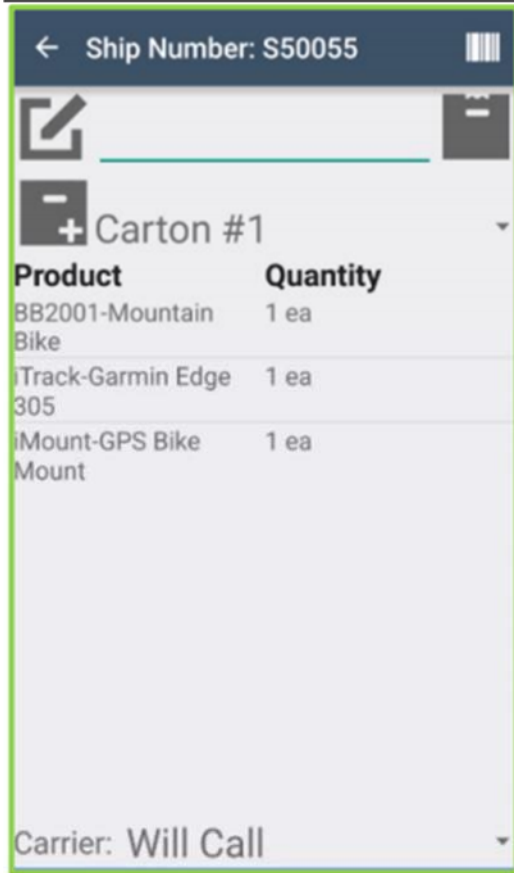 Ship Number: S50055
Carton #1
Product Quantity
BB2001-Mountain 1 ea
Bike
iTrack-Garmin Edge 1 ea
305
iMount-GPS Bike 1 ea
Mount
Carrier: Will Call